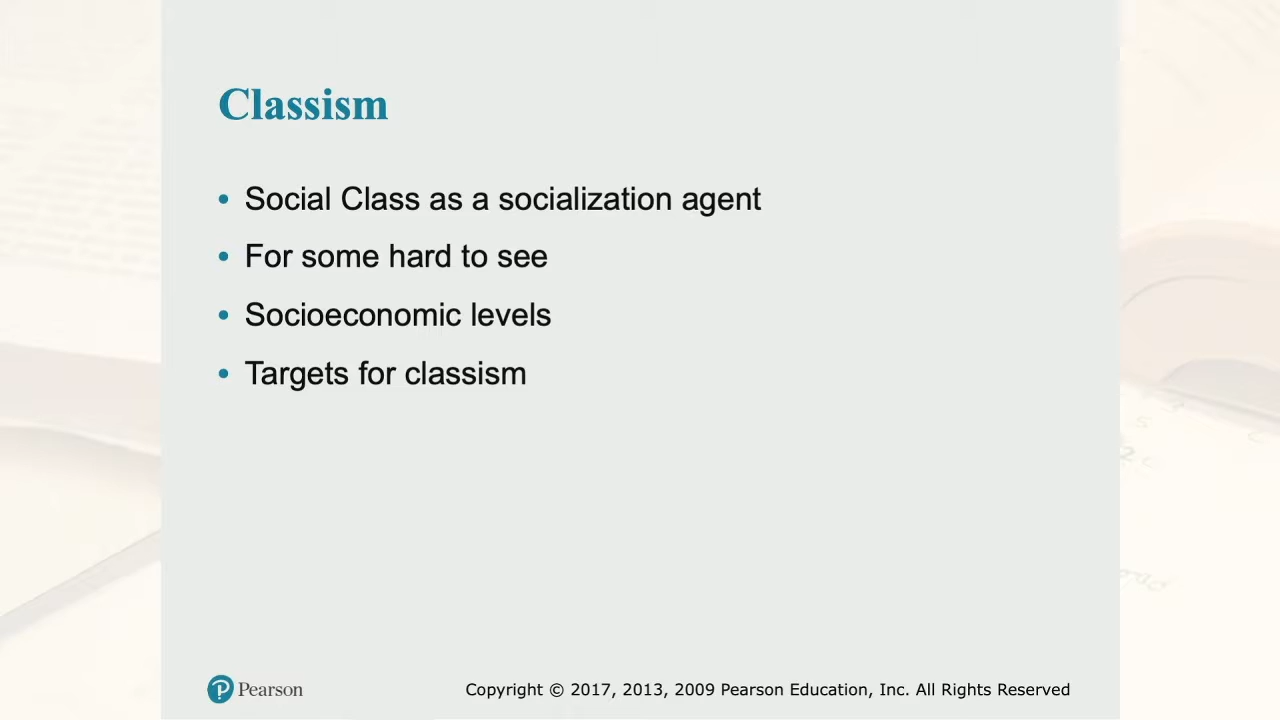 Classism
• Social Class as a socialization agent
• For some hard to see
• Socioeconomic levels
• Targets for classism
Pearson
Copyright © 2017, 2013, 2009 Pearson Education, Inc. All Rights Reserved